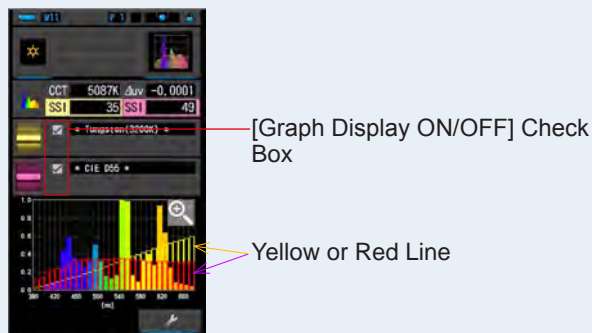 CCT 5087K Δuv -0.0001
SSI 35 SSI 49
* Tungsten(3200K) *
[Graph Display ON/OFF] Check
Box
* CIE D55 *
1.0
0.8
0.6
0.4
0.2
0
Yellow or Red Line
380 420 460 500 540 580 620 660
[nm]